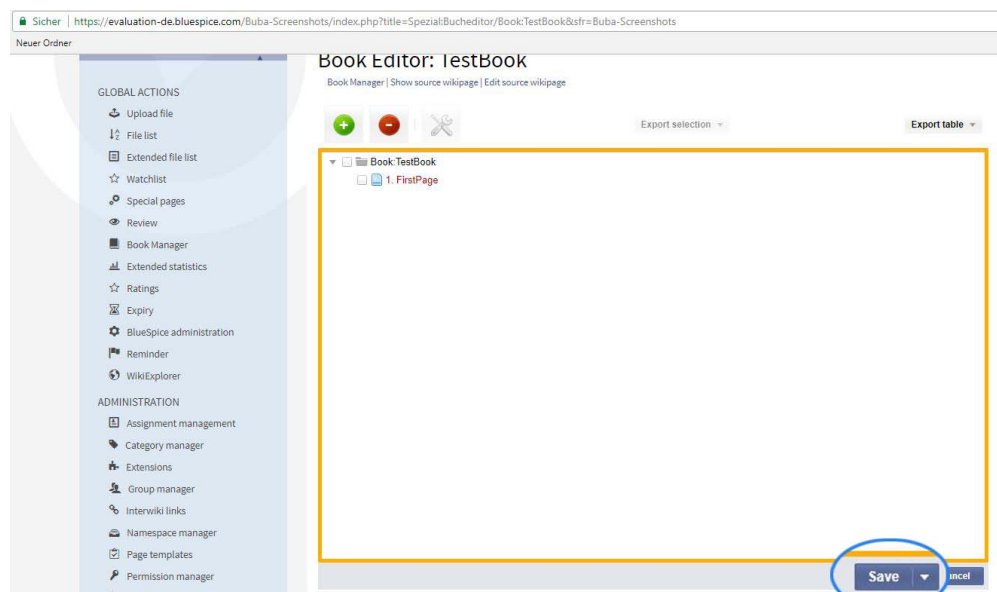 Sicher | https://evaluation-de.bluespice.com/Buba-Screenshots/index.php?title=Spezial:Bucheditor/Book:TestBook&sfr=Buba-Screenshots
Neuer Ordner
Book Editor: TestBook
Book Manager | Show source wikipage | Edit source wikipage
Export selection
Export table
Book:TestBook
1. FirstPage
GLOBAL ACTIONS
Upload file
File list
Extended file list
Watchlist
Special pages
Review
Book Manager
Extended statistics
Ratings
Expiry
BlueSpice administration
Reminder
WikiExplorer
ADMINISTRATION
Assignment management
Category manager
Extensions
Group manager
Interwiki links
Namespace manager
Page templates
Permission manager
Save
ncel